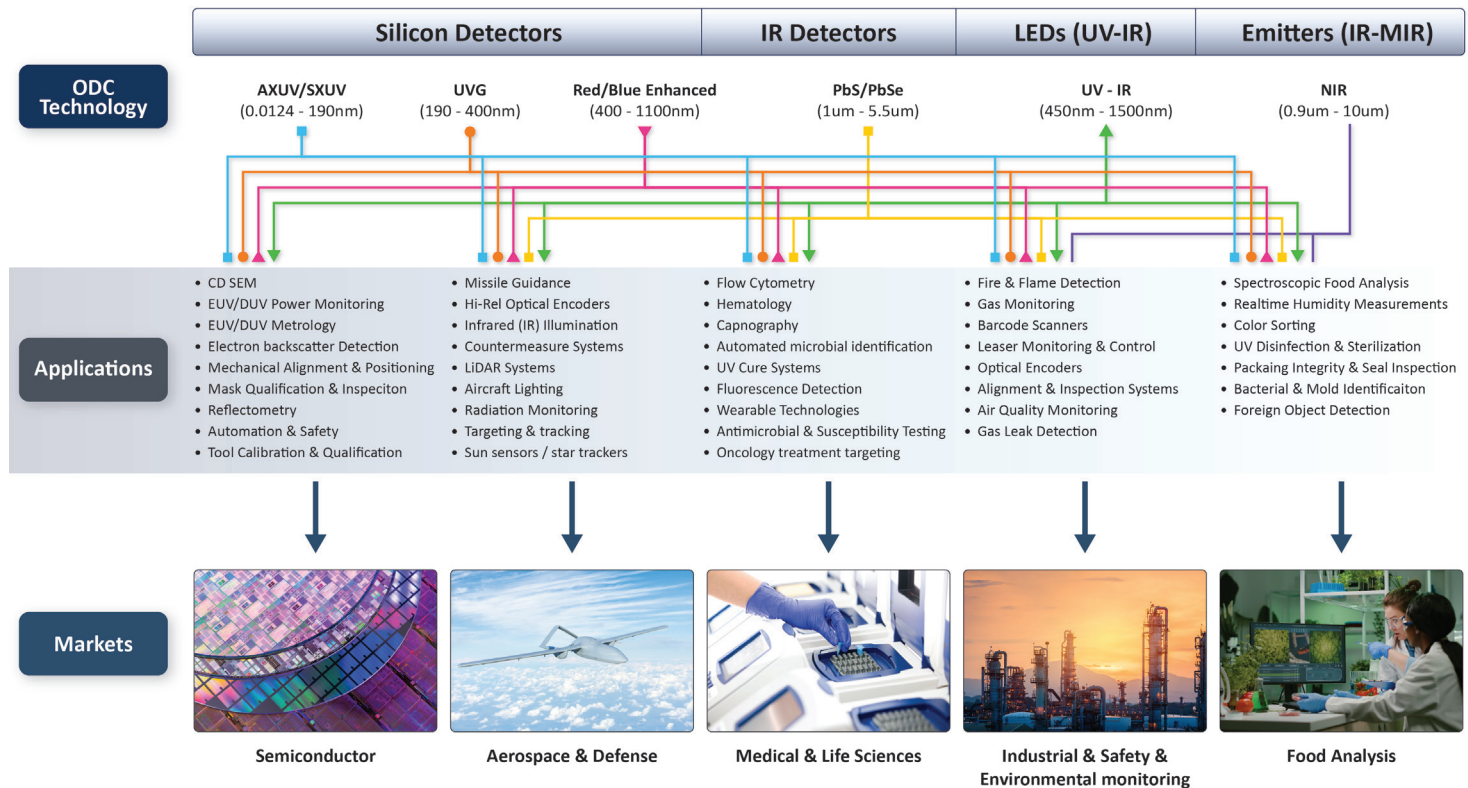 Silicon Detectors
IR Detectors
LEDs (UV-IR)
Emitters (IR-MIR)
ODC
Technology
AXUV/SXUV
(0.0124 - 190nm)
UVG
(190 - 400nm)
Red/Blue Enhanced
(400 - 1100nm)
PbS/PbSe
(1um - 5.5um)
UV - IR
(450nm - 1500nm)
NIR
(0.9um - 10um)
Applications
• CD SEM
• EUV/DUV Power Monitoring
• EUV/DUV Metrology
• Electron backscatter Detection
• Mechanical Alignment & Positioning
• Mask Qualification & Inspeciton
• Reflectometry
• Automation & Safety
• Tool Calibration & Qualification
• Missile Guidance
• Hi-Rel Optical Encoders
• Infrared (IR) Illumination
• Countermeasure Systems
• LiDAR Systems
• Aircraft Lighting
• Radiation Monitoring
• Targeting & tracking
• Sun sensors / star trackers
• Flow Cytometry
• Hematology
• Capnography
• Automated microbial identification
• UV Cure Systems
• Fluorescence Detection
• Wearable Technologies
• Antimicrobial & Susceptibility Testing
• Oncology treatment targeting
• Fire & Flame Detection
• Gas Monitoring
• Barcode Scanners
• Leaser Monitoring & Control
• Optical Encoders
• Alignment & Inspection Systems
• Air Quality Monitoring
• Gas Leak Detection
• Spectroscopic Food Analysis
• Realtime Humidity Measurements
• Color Sorting
• UV Disinfection & Sterilization
• Packaing Integrity & Seal Inspection
• Bacterial & Mold Identificaiton
• Foreign Object Detection
Markets
Semiconductor
Aerospace & Defense
Medical & Life Sciences
Industrial & Safety &
Environmental monitoring
Food Analysis